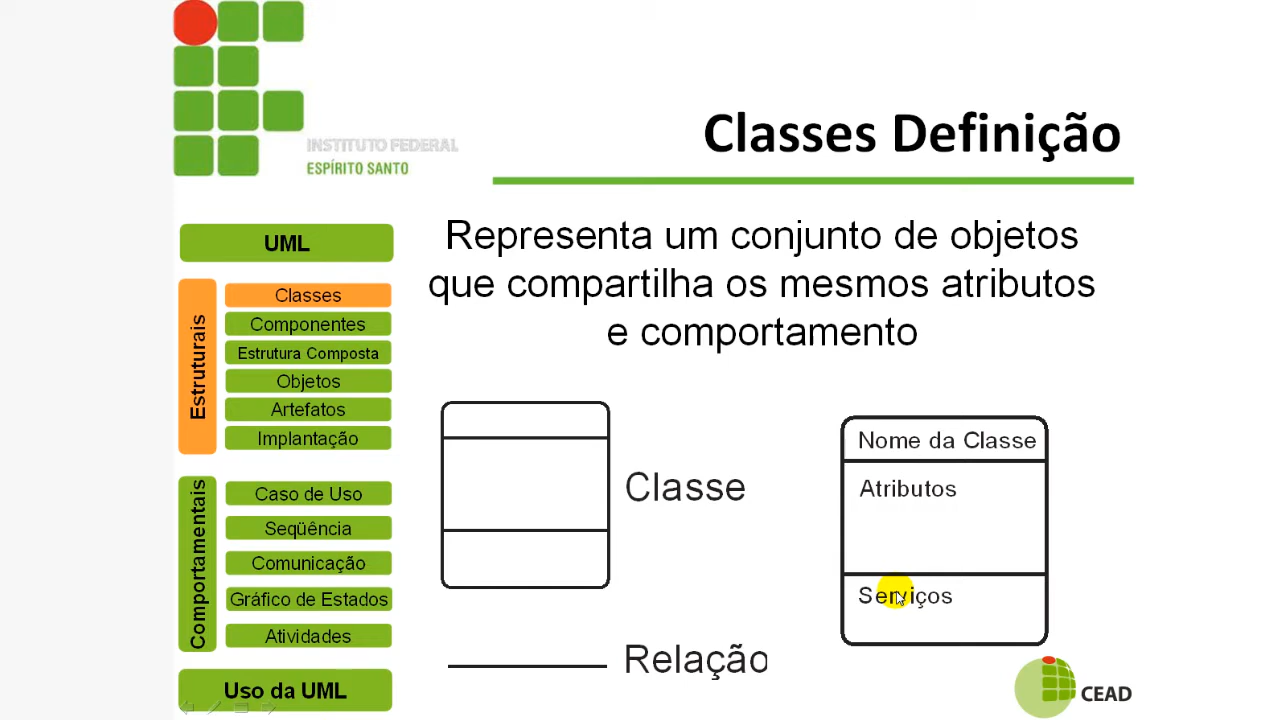 INSTITUTO FEDERAL
ESPÍRITO SANTO
Classes Definição
UML
Estruturais
Classes
Componentes
Estrutura Composta
Objetos
Artefatos
Implantação
Comportamentais
Caso de Uso
Seqüência
Comunicação
Gráfico de Estados
Atividades
Uso da UML
Representa um conjunto de objetos
que compartilha os mesmos atributos
e comportamento
Classe
Relação
Nome da Classe
Atributos
Serviços
CEAD